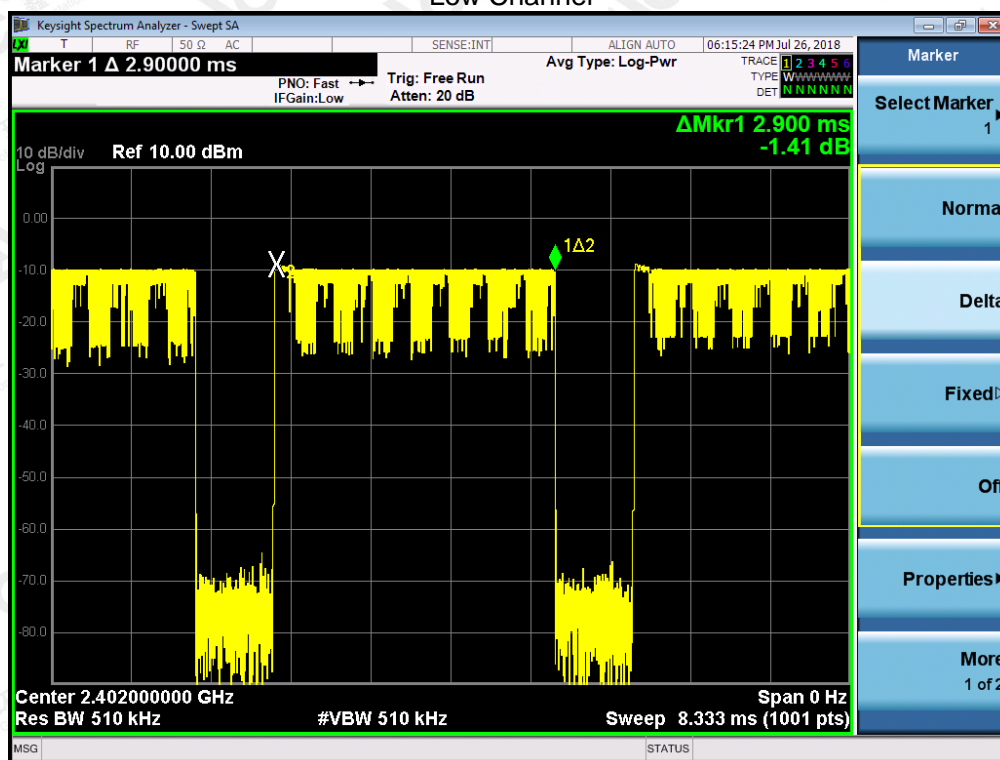 Low Channel
Keysight Spectrum Analyzer - Swept SA
LXI T RF 50 Ω AC SENSE:INT ALIGN AUTO 06:15:24 PM Jul 26, 2018
Marker 1 Δ 2.90000 ms
PNO: Fast
IFGain:Low
Trig: Free Run
Atten: 20 dB
Avg Type: Log-Pwr
TRACE 1 2 3 4 5 6
TYPE WWWWWW
DET N N N N N N
ΔMkr1 2.900 ms
-1.41 dB
10 dB/div Ref 10.00 dBm
Log
0.00
-10.0
-20.0
-30.0
-40.0
-50.0
-60.0
-70.0
-80.0
X
2
1Δ2
Center 2.402000000 GHz
Span 0 Hz
Res BW 510 kHz
#VBW 510 kHz
Sweep 8.333 ms (1001 pts)
MSG
STATUS
Marker
Select Marker
1
Norma
Delta
Fixed
Off
Properties
More
1 of 2